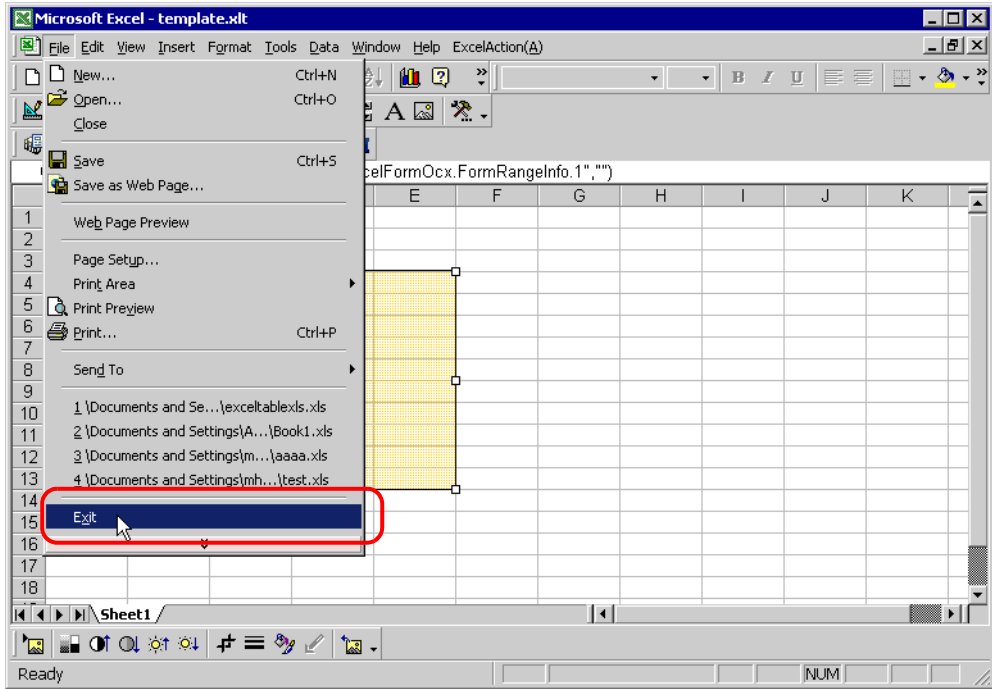 Microsoft Excel - template.xlt
File Edit View Insert Format Tools Data Window Help ExcelAction(A)
New... Ctrl+N
B I U
Open... Ctrl+O
A
Close
Save Ctrl+S
elFormOcx.FormRangeInfo.1","")
Save as Web Page...
E F G H I J K
Web Page Preview
Page Setup...
Print Area
Print Preview
Print... Ctrl+P
Send To
1 \Documents and Se...\exceltablexls.xls
2 \Documents and Settings\A...\Book1.xls
3 \Documents and Settings\m...\aaaa.xls
4 \Documents and Settings\mh...\test.xls
Exit
1
2
3
4
5
6
7
8
9
10
11
12
13
14
15
16
17
18
Sheet1
Ready NUM